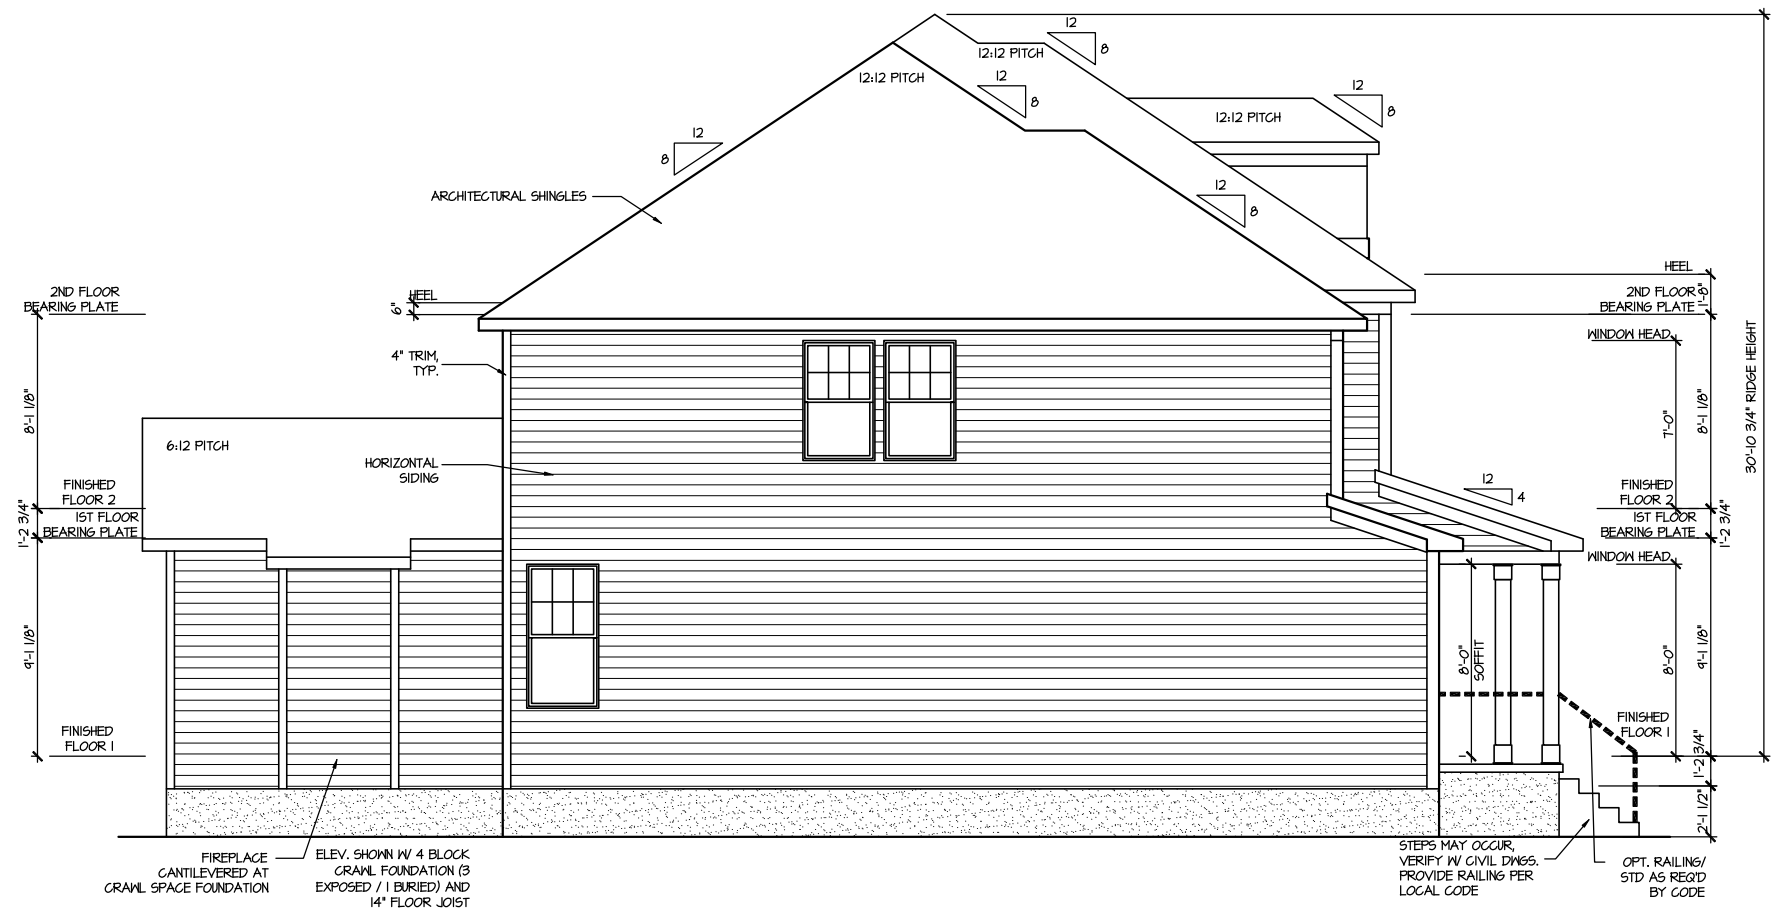 12
8
12:12 PITCH
12:12 PITCH
12
8
12
8
12:12 PITCH
12
8
ARCHITECTURAL SHINGLES
12
8
30'-10 3/4" RIDGE HEIGHT
2ND FLOOR
BEARING PLATE
HEEL
6"
HEEL
2ND FLOOR
BEARING PLATE
1'-8"
WINDOW HEAD
4" TRIM,
TYP.
8'-1 1/8"
7'-0"
8'-1 1/8"
6:12 PITCH
HORIZONTAL
SIDING
12
4
FINISHED
FLOOR 2
1ST FLOOR
BEARING PLATE
1'-2 3/4"
FINISHED
FLOOR 2
1ST FLOOR
BEARING PLATE
1'-2 3/4"
WINDOW HEAD
9'-1 1/8"
8'-0"
SOFFIT
8'-0"
9'-1 1/8"
FINISHED
FLOOR 1
FINISHED
FLOOR 1
1'-2 3/4"
2'-1 1/2"
FIREPLACE
CANTILEVERED AT
CRAWL SPACE FOUNDATION
ELEV. SHOWN W/ 4 BLOCK
CRAWL FOUNDATION (3
EXPOSED / 1 BURIED) AND
14" FLOOR JOIST
STEPS MAY OCCUR,
VERIFY W/ CIVIL DWGS.
PROVIDE RAILING PER
LOCAL CODE
OPT. RAILING/
STD AS REQ'D
BY CODE